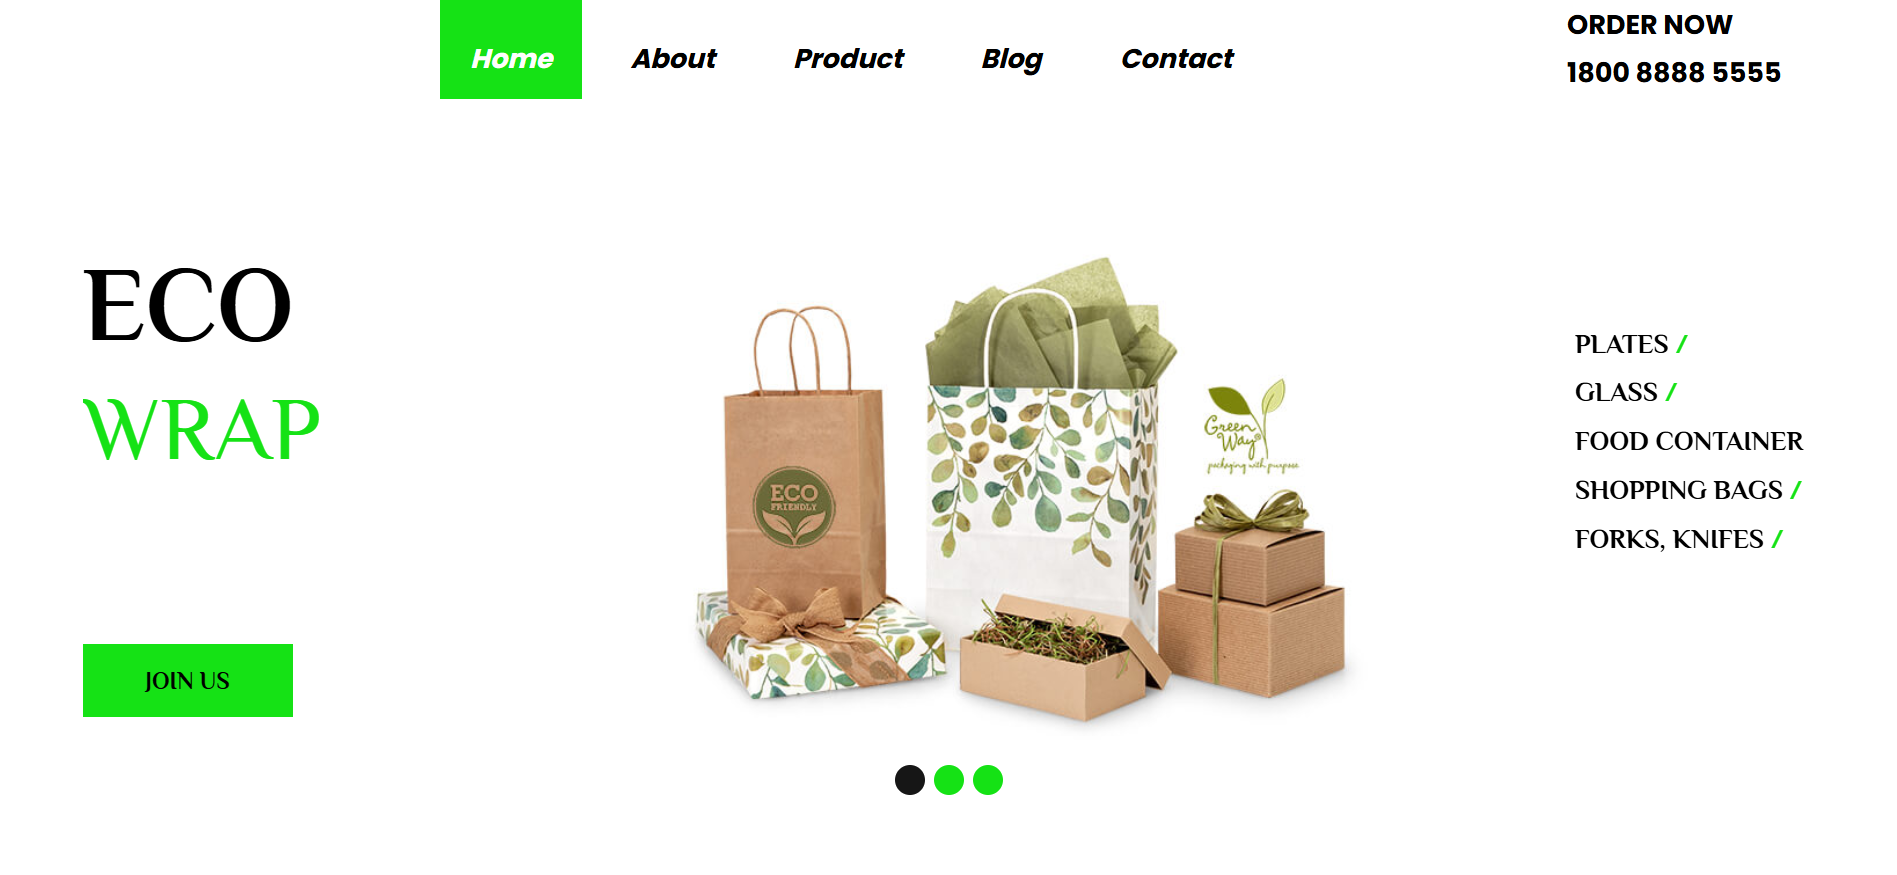 Home About Product Blog Contact
ORDER NOW
1800 8888 5555
ECO
WRAP
JOIN US
ECO
FRIENDLY
Green
Way®
packaging with purpose
PLATES /
GLASS /
FOOD CONTAINER
SHOPPING BAGS /
FORKS, KNIFES /